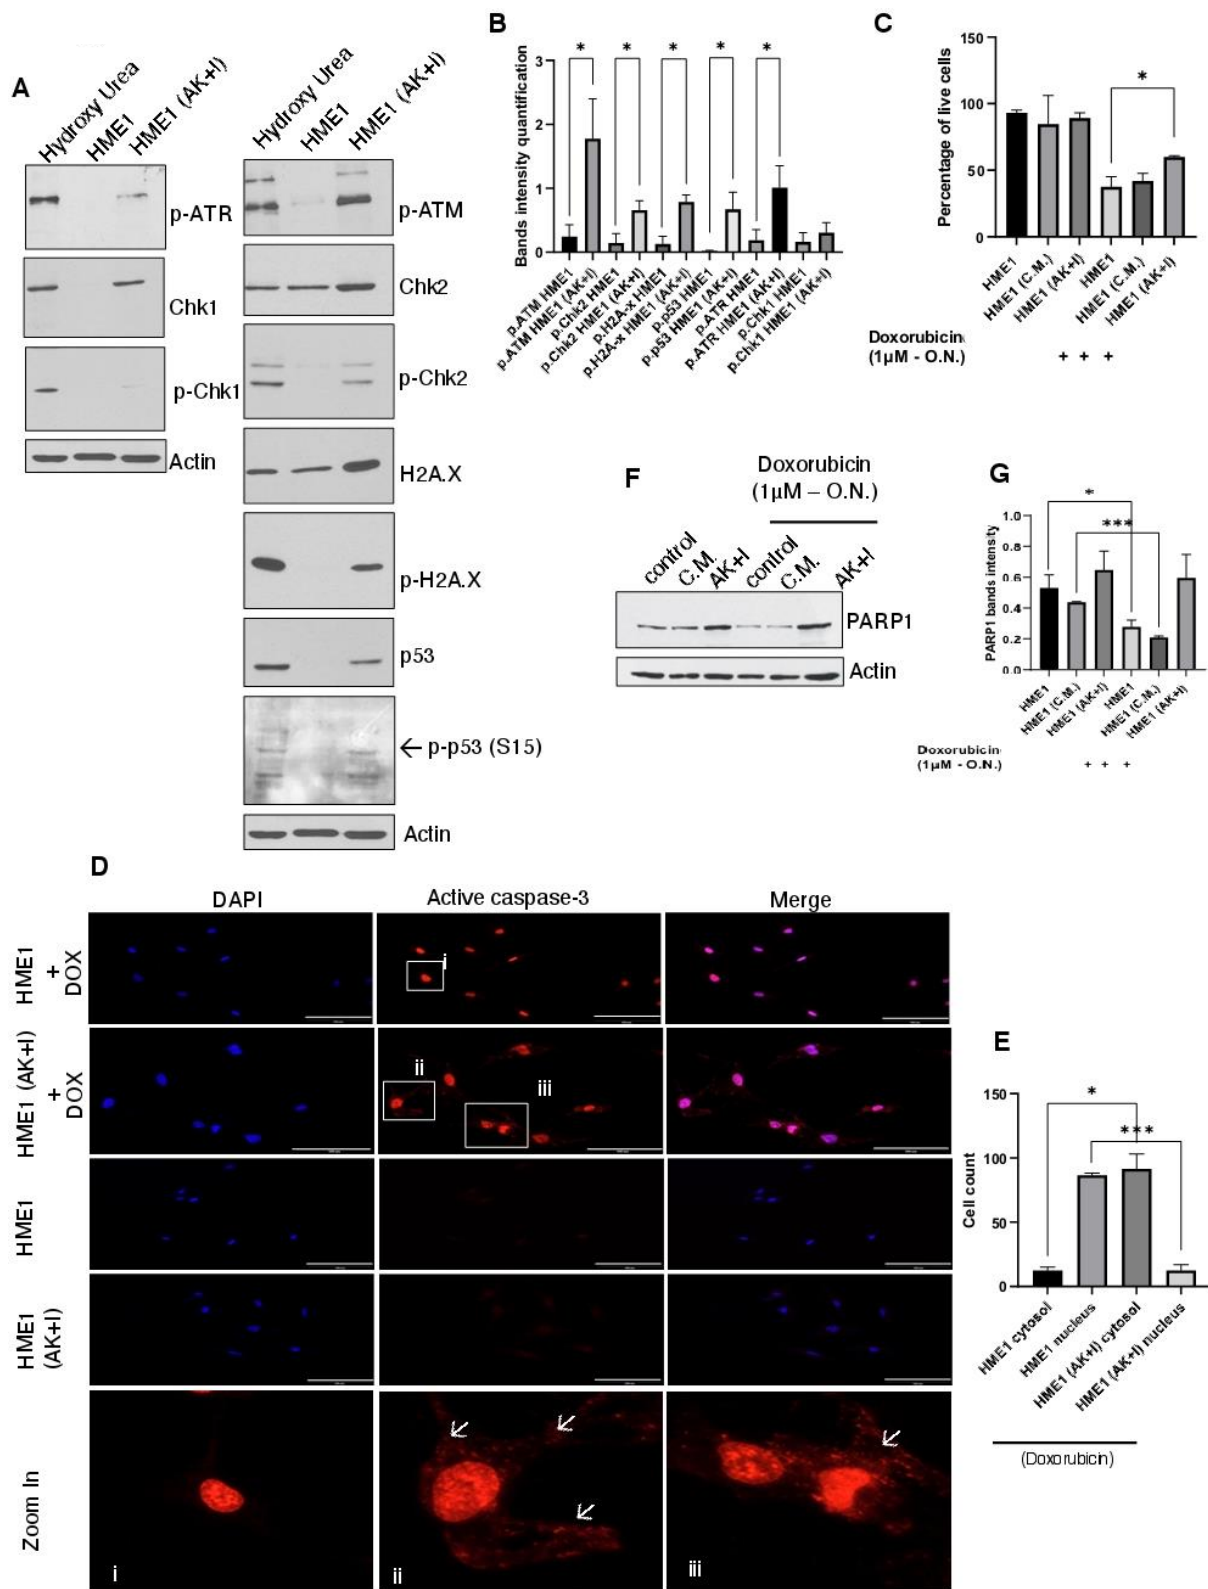 A
Hydroxy Urea
HME1
HME1 (AK+I)
p-ATR
Chk1
p-Chk1
Actin
Hydroxy Urea
HME1
HME1 (AK+I)
p-ATM
Chk2
p-Chk2
H2A.X
p-H2A.X
p53
p-p53 (S15)
Actin
B
Bands intensity quantification
3
2
1
0
* * * * *
p.ATM HME1
p.ATM HME1 (AK+I)
p.Chk2 HME1
p.Chk2 HME1 (AK+I)
p.H2A-x HME1
p.H2A-x HME1 (AK+I)
p-p53 HME1
p-p53 HME1 (AK+I)
p.ATR HME1
p.ATR HME1 (AK+I)
p.Chk1 HME1
p.Chk1 HME1 (AK+I)
C
Percentage of live cells
150
100
50
0
*
HME1
HME1 (C.M.)
HME1 (AK+I)
HME1
HME1 (C.M.)
HME1 (AK+I)
Doxorubicin
(1µM - O.N.) + + +
F
Doxorubicin
(1µM – O.N.)
control
C.M.
AK+I
control
C.M.
AK+I
PARP1
Actin
G
PARP1 bands intensity
1.0
0.8
0.6
0.4
0.2
0.0
*
***
HME1
HME1 (C.M.)
HME1 (AK+I)
HME1
HME1 (C.M.)
HME1 (AK+I)
Doxorubicin
(1µM - O.N.) + + +
D
DAPI
Active caspase-3
Merge
HME1
+
DOX
i
HME1 (AK+I)
+
DOX
ii
iii
HME1
HME1
(AK+I)
Zoom In
i
ii
iii
E
Cell count
150
100
50
0
*
***
HME1 cytosol
HME1 nucleus
HME1 (AK+I) cytosol
HME1 (AK+I) nucleus
(Doxorubicin)